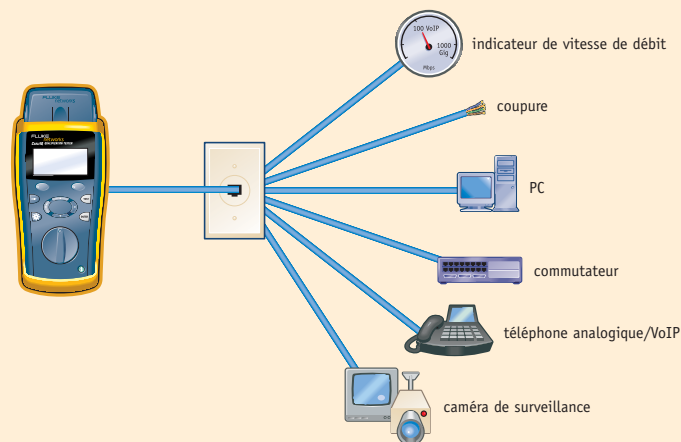 100 VoIP
1000
Gig
Mbps
indicateur de vitesse de débit
coupure
FLUKE
networks
PC
commutateur
téléphone analogique/VoIP
caméra de surveillance